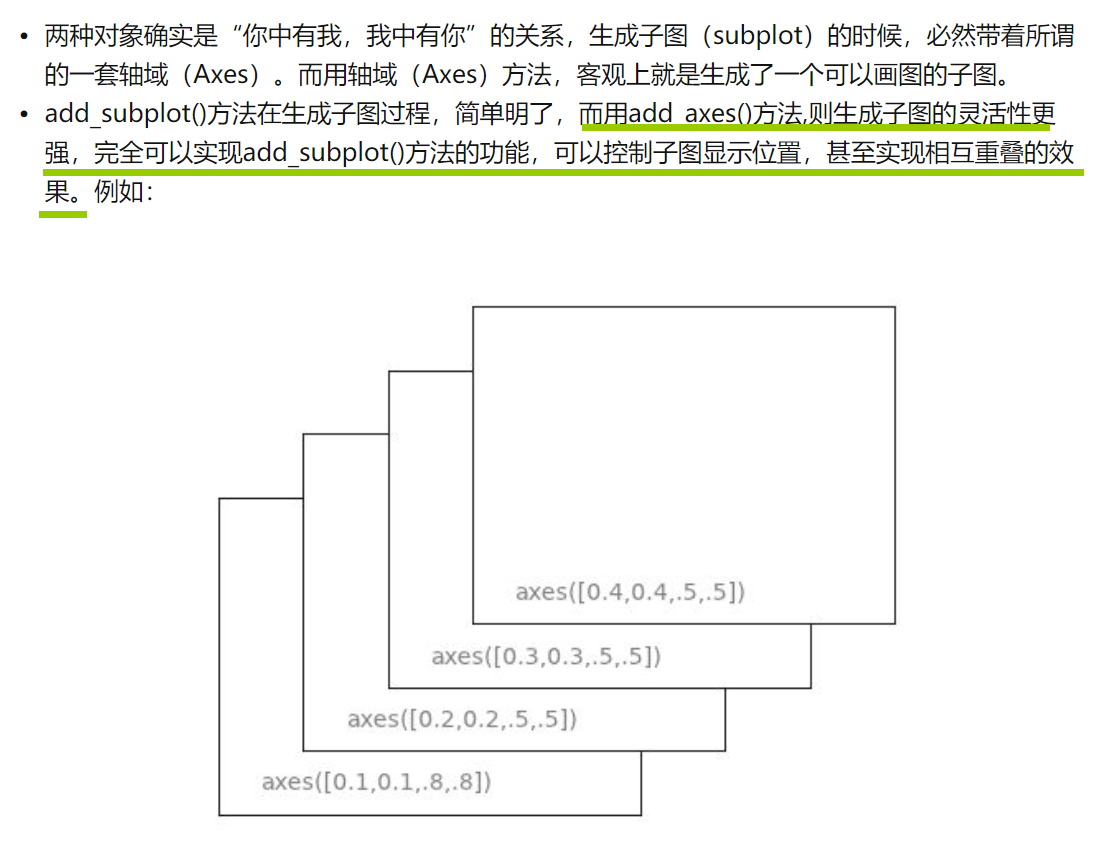 • 两种对象确实是“你中有我，我中有你”的关系，生成子图（subplot）的时候，必然带着所谓
的一套轴域（Axes）。而用轴域（Axes）方法，客观上就是生成了一个可以画图的子图。
• add_subplot()方法在生成子图过程，简单明了，而用add_axes()方法,则生成子图的灵活性更
强，完全可以实现add_subplot()方法的功能，可以控制子图显示位置，甚至实现相互重叠的效
果。例如：
axes([0.4,0.4,.5,.5])
axes([0.3,0.3,.5,.5])
axes([0.2,0.2,.5,.5])
axes([0.1,0.1,.8,.8])